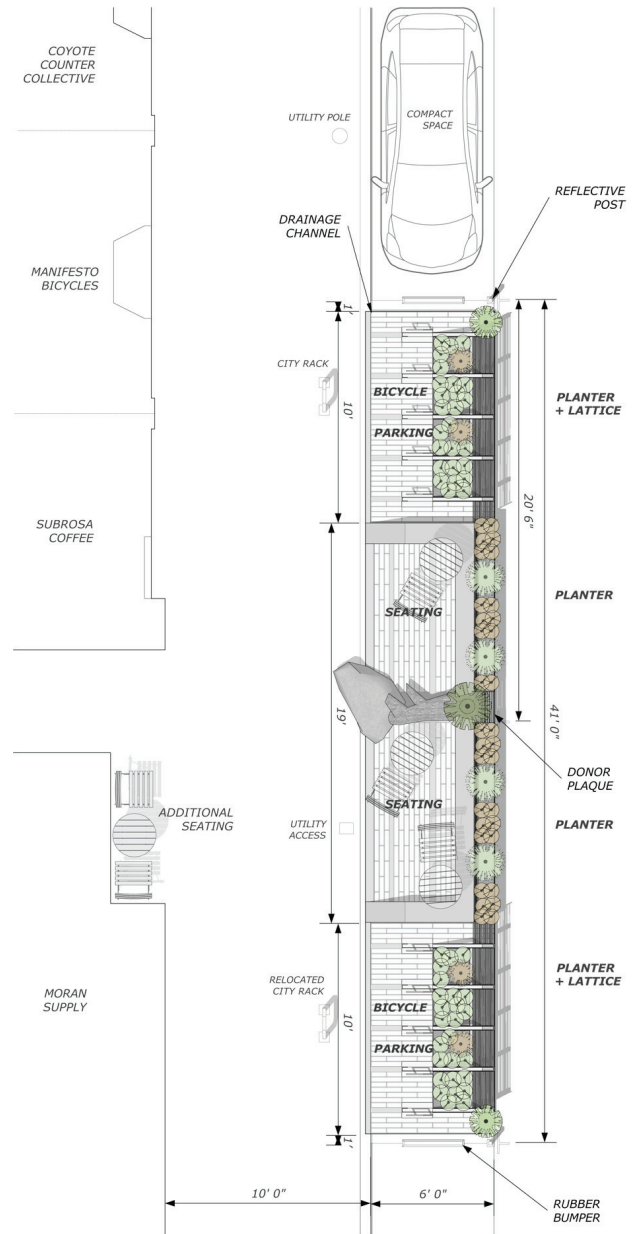 COYOTE
COUNTER
COLLECTIVE
UTILITY POLE
COMPACT
SPACE
REFLECTIVE
POST
DRAINAGE
CHANNEL
MANIFESTO
BICYCLES
1'
CITY RACK
10'
BICYCLE
PARKING
10'
PLANTER
+ LATTICE
20' 6"
SUBROSA
COFFEE
SEATING
PLANTER
19'
41' 0"
DONOR
PLAQUE
SEATING
ADDITIONAL
SEATING
UTILITY
ACCESS
PLANTER
MORAN
SUPPLY
RELOCATED
CITY RACK
10'
BICYCLE
PARKING
PLANTER
+ LATTICE
1'
10' 0"
6' 0"
RUBBER
BUMPER